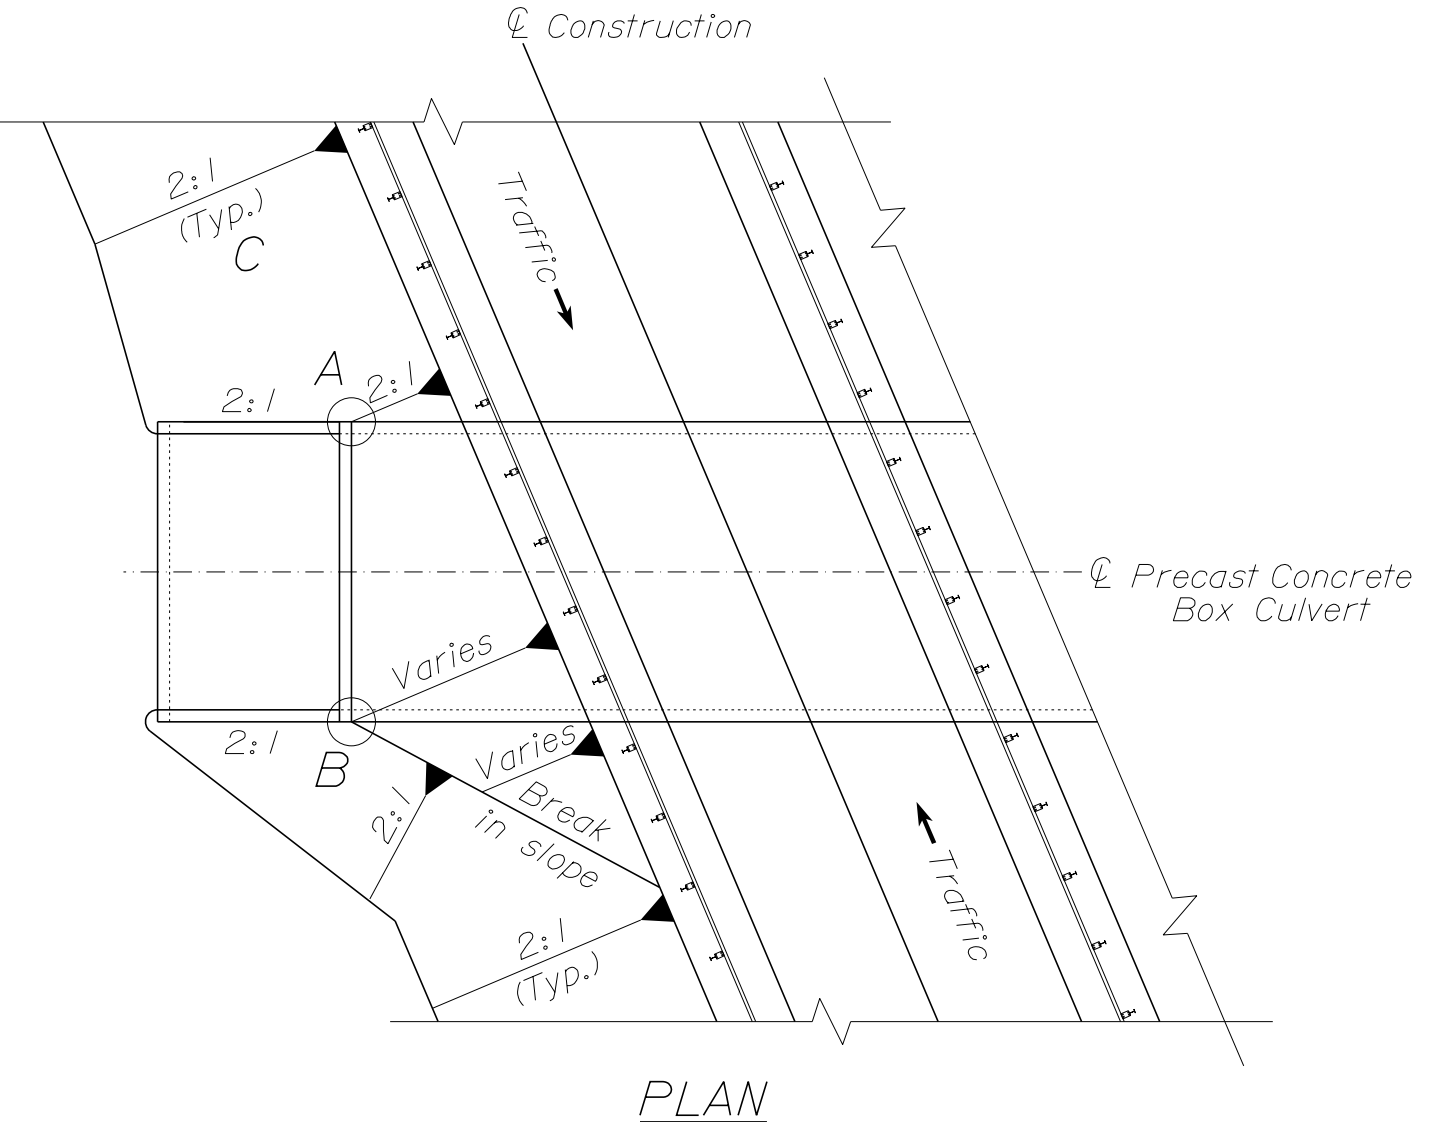 ℄ Construction
2:1
(Typ.)
C
Traffic
A
2:1
2:1
℄ Precast Concrete
Box Culvert
Varies
2:1
B
Varies
Break
in slope
2:1
Traffic
2:1
(Typ.)
PLAN